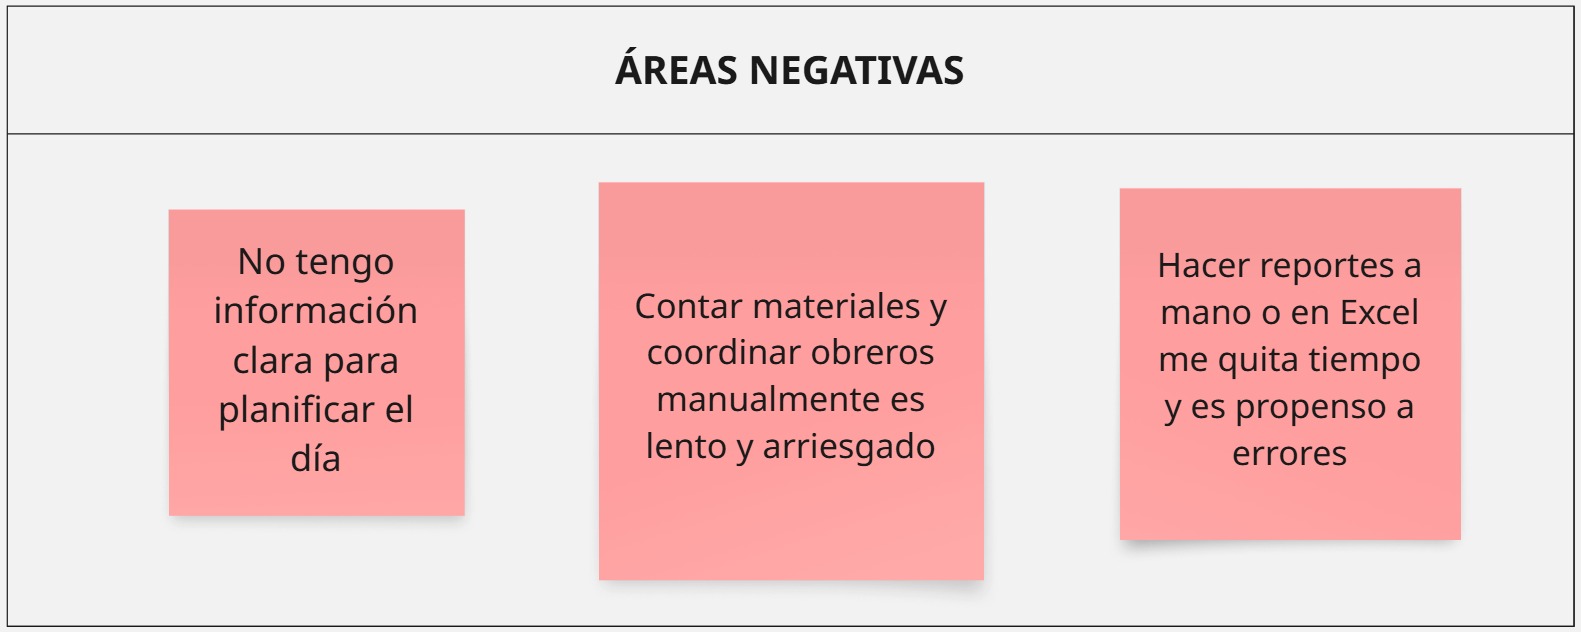 ÁREAS NEGATIVAS
No tengo
información
clara para
planificar el
día
Contar materiales y
coordinar obreros
manualmente es
lento y arriesgado
Hacer reportes a
mano o en Excel
me quita tiempo
y es propenso a
errores